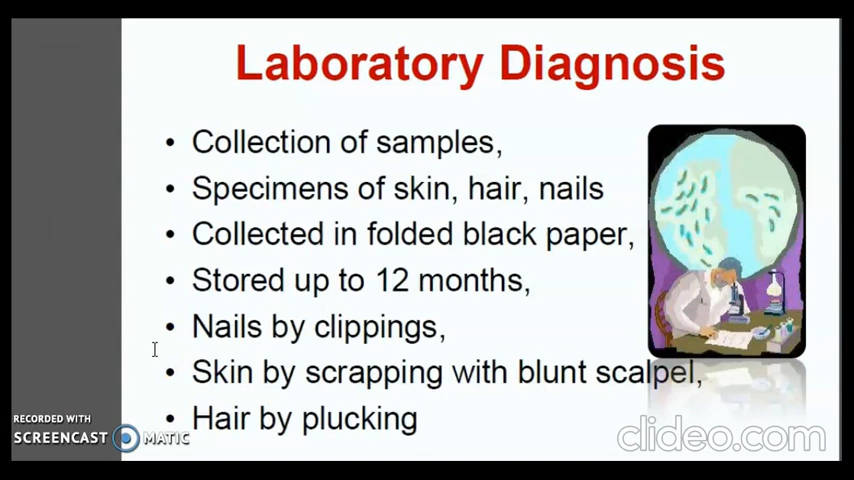 Laboratory Diagnosis
• Collection of samples,
• Specimens of skin, hair, nails
• Collected in folded black paper,
• Stored up to 12 months,
• Nails by clippings,
• Skin by scrapping with blunt scalpel,
• Hair by plucking
RECORDED WITH
SCREENCAST MATIC
clideo.com